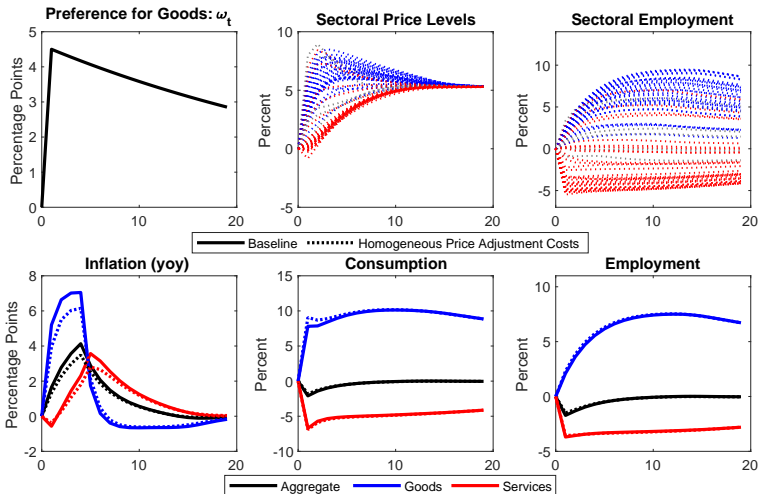 Preference for Goods: ω_t
Sectoral Price Levels
Sectoral Employment
Percentage Points
5
4
3
2
1
0
0 10 20
Percent
10
5
0
-5
0 10 20
Percent
10
5
0
-5
0 10 20
Baseline Homogeneous Price Adjustment Costs
Inflation (yoy)
Consumption
Employment
Percentage Points
8
6
4
2
0
-2
0 10 20
Percent
15
10
5
0
-5
-10
0 10 20
Percent
10
5
0
-5
0 10 20
Aggregate Goods Services